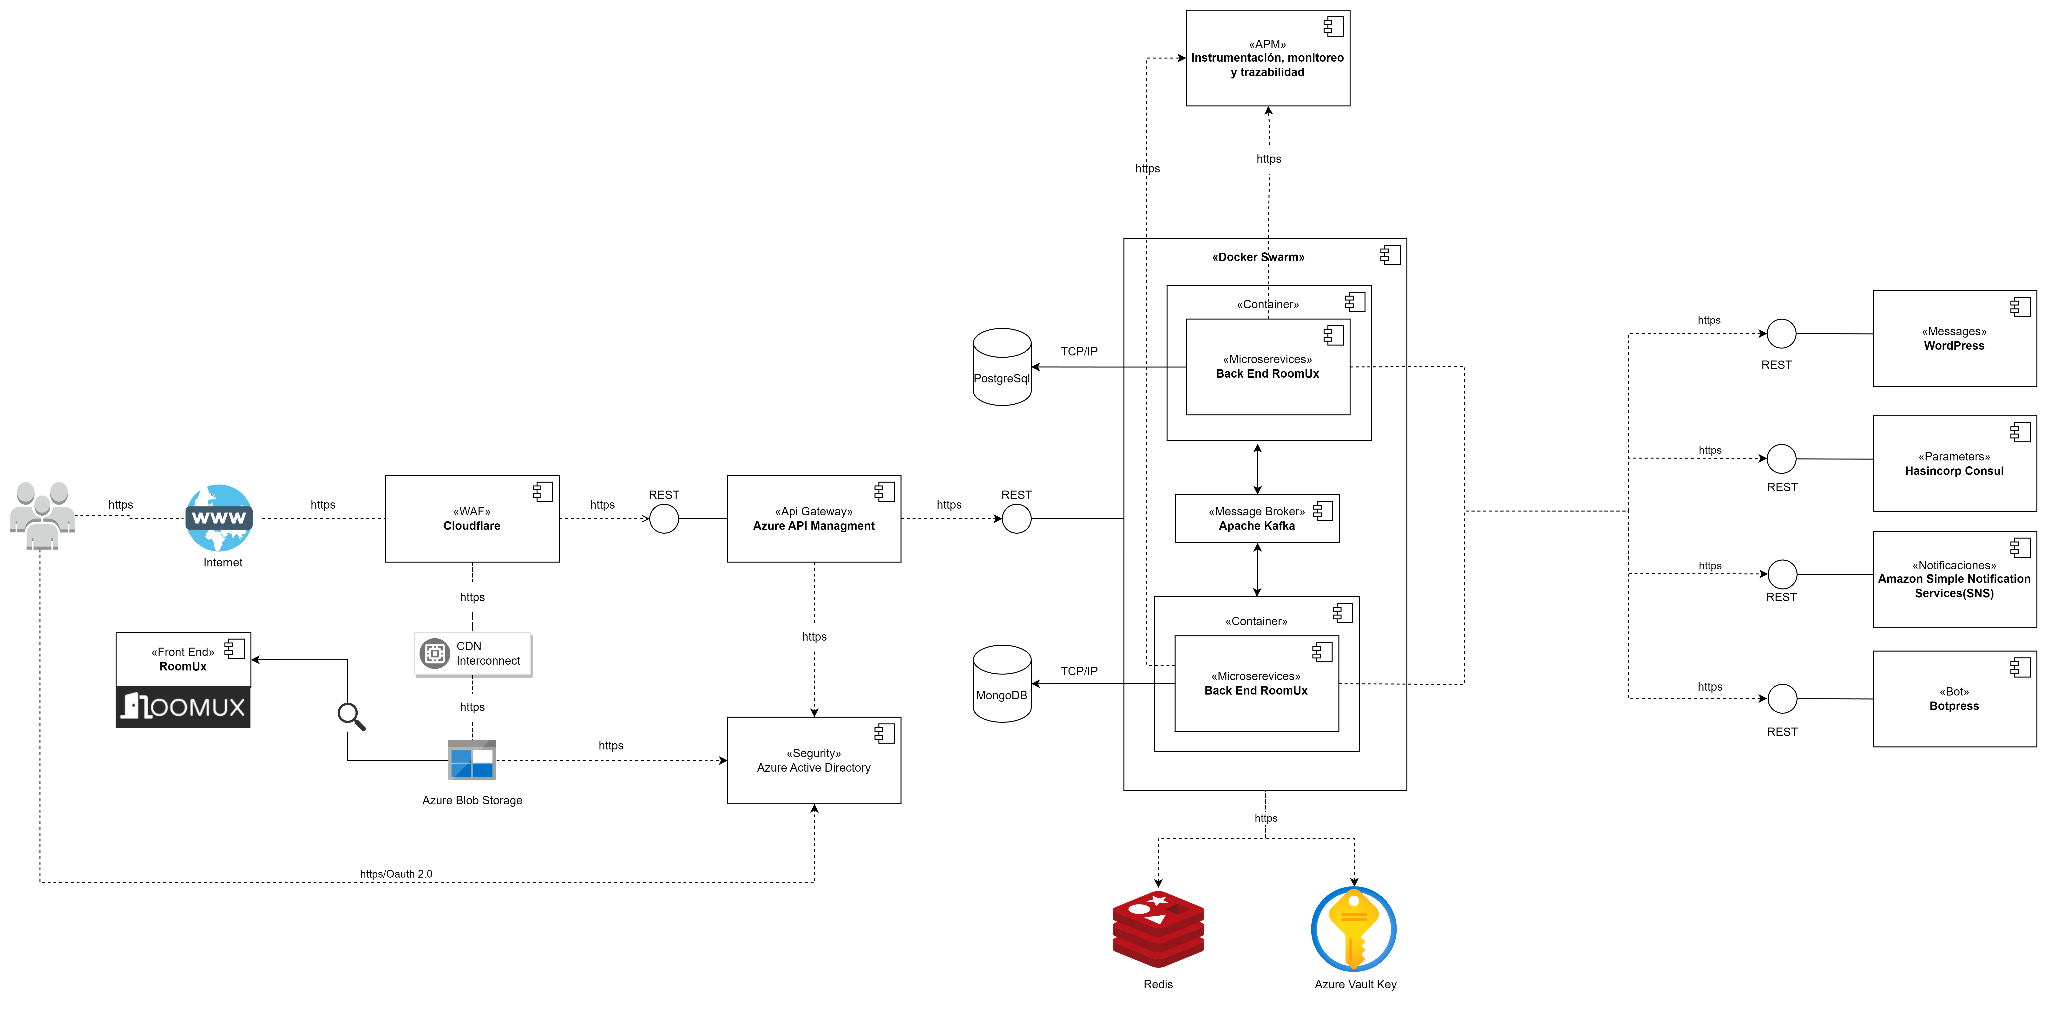 «APM»
Instrumentación, monitoreo
y trazabilidad
https
https
«Docker Swarm»
«Container»
«Microserevices»
Back End RoomUx
TCP/IP
PostgreSql
https
REST
«Messages»
WordPress
https
REST
«Parameters»
Hasincorp Consul
https
REST
«Notificaciones»
Amazon Simple Notification
Services(SNS)
https
REST
«Bot»
Botpress
https
WWW
Internet
https
«WAF»
Cloudflare
https
REST
«Api Gateway»
Azure API Managment
https
REST
«Message Broker»
Apache Kafka
«Container»
«Microserevices»
Back End RoomUx
TCP/IP
MongoDB
https
CDN
Interconnect
https
https
«Front End»
RoomUx
ROOMUX
Azure Blob Storage
https
«Segurity»
Azure Active Directory
https/Oauth 2.0
https
Redis
Azure Vault Key